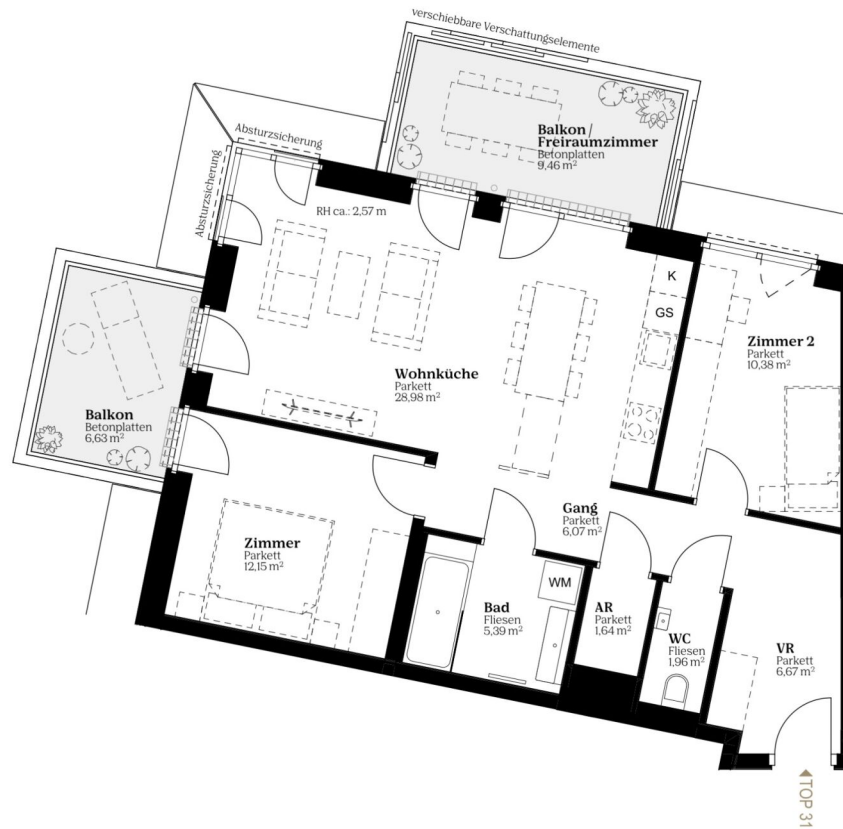 verschiebbare Verschattungselemente
Balkon /
Freiraumzimmer
Betonplatten
9,46 m²
Absturzsicherung
Absturzsicherung
RH ca.: 2,57 m
K
GS
Zimmer 2
Parkett
10,38 m²
Wohnküche
Parkett
28,98 m²
Balkon
Betonplatten
6,63 m²
Gang
Parkett
6,07 m²
Zimmer
Parkett
12,15 m²
WM
Bad
Fliesen
5,39 m²
AR
Parkett
1,64 m²
WC
Fliesen
1,96 m²
VR
Parkett
6,67 m²
TOP 31